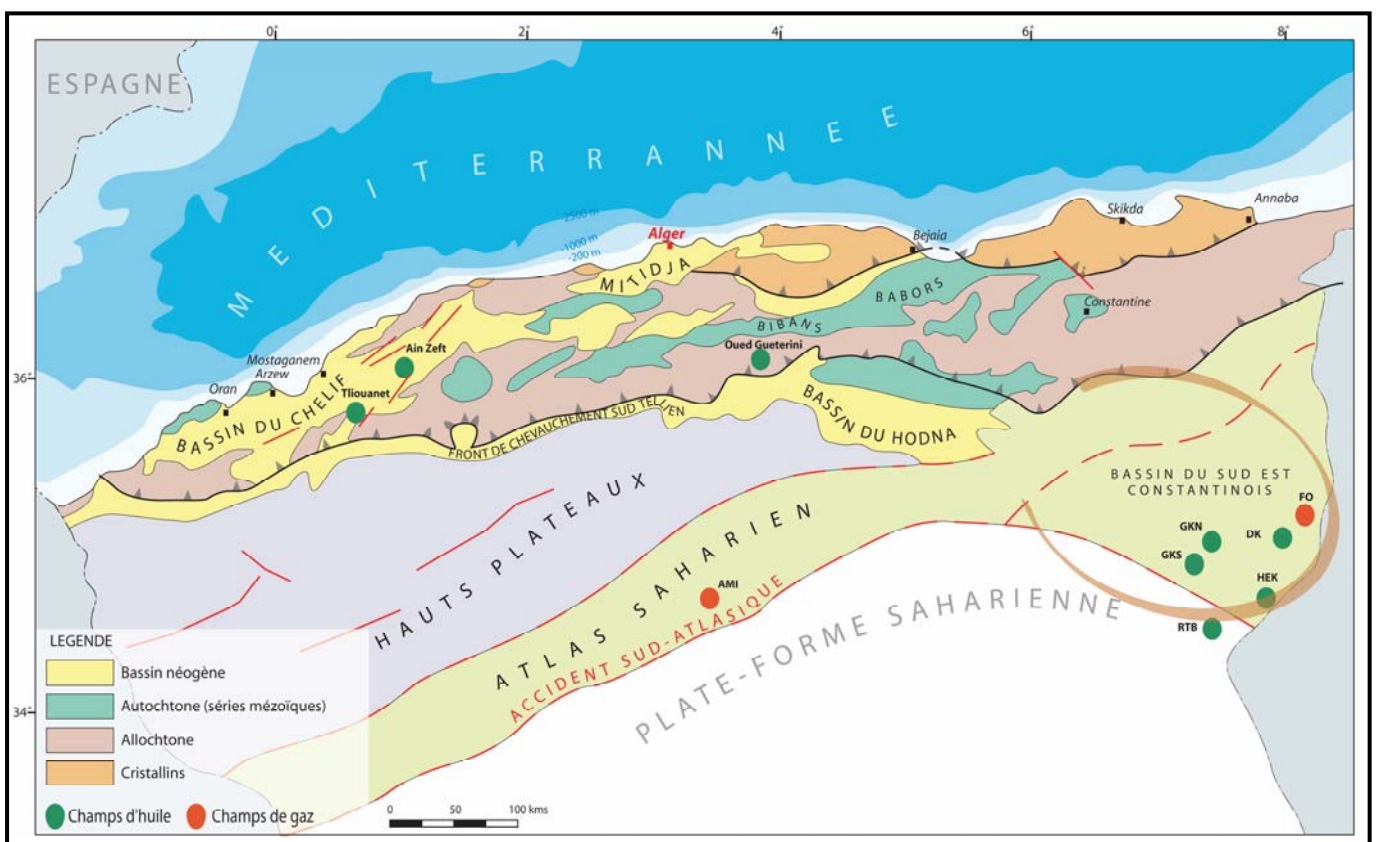 0 2 4 6 8
ESPAGNE
MEDITERRANNEE
-2500 m
-1000 m
-200 m
Alger
Bejaia
Skikda
Annaba
MITIDJA
BABORS
BIBANS
Constantine
Ain Zeft
Oued Gueterini
Mostaganem
Arzew
Oran
Tliouanet
36
BASSIN DU CHELIF
FRONT DE CHEVAUCHEMENT SUD TELLIEN
BASSIN DU HODNA
BASSIN DU SUD EST
CONSTANTINOIS
FO
GKN
DK
GKS
HEK
RTB
AMI
HAUTS PLATEAUX
ATLAS SAHARIEN
ACCIDENT SUD-ATLASIQUE
PLATE-FORME SAHARIENNE
34
LEGENDE
Bassin néogène
Autochtone (séries mézoïques)
Allochtone
Cristallins
Champs d'huile Champs de gaz
0 50 100 kms